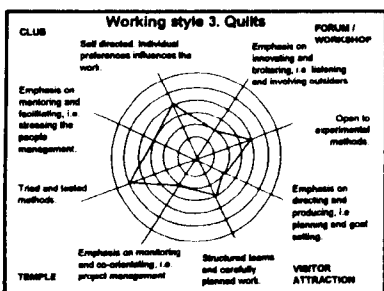 Working style 3. Quilts
CLUB
FORUM /
WORKSHOP
Self directed. Individual
preferences influences the
work.
Emphasis on
innovating and
brokering, i.e. listening
and involving outsiders
Emphasis on
mentoring and
facilitating, i.e.
stressing the
people
management.
Open to
experimental
methods.
Tried and tested
methods.
Emphasis on
directing and
producing, i.e
planning and goal
setting.
Emphasis on monitoring
and co-orientating, i.e.
project management
Structured teams
and carefully
planned work.
TEMPLE
VISITOR
ATTRACTION